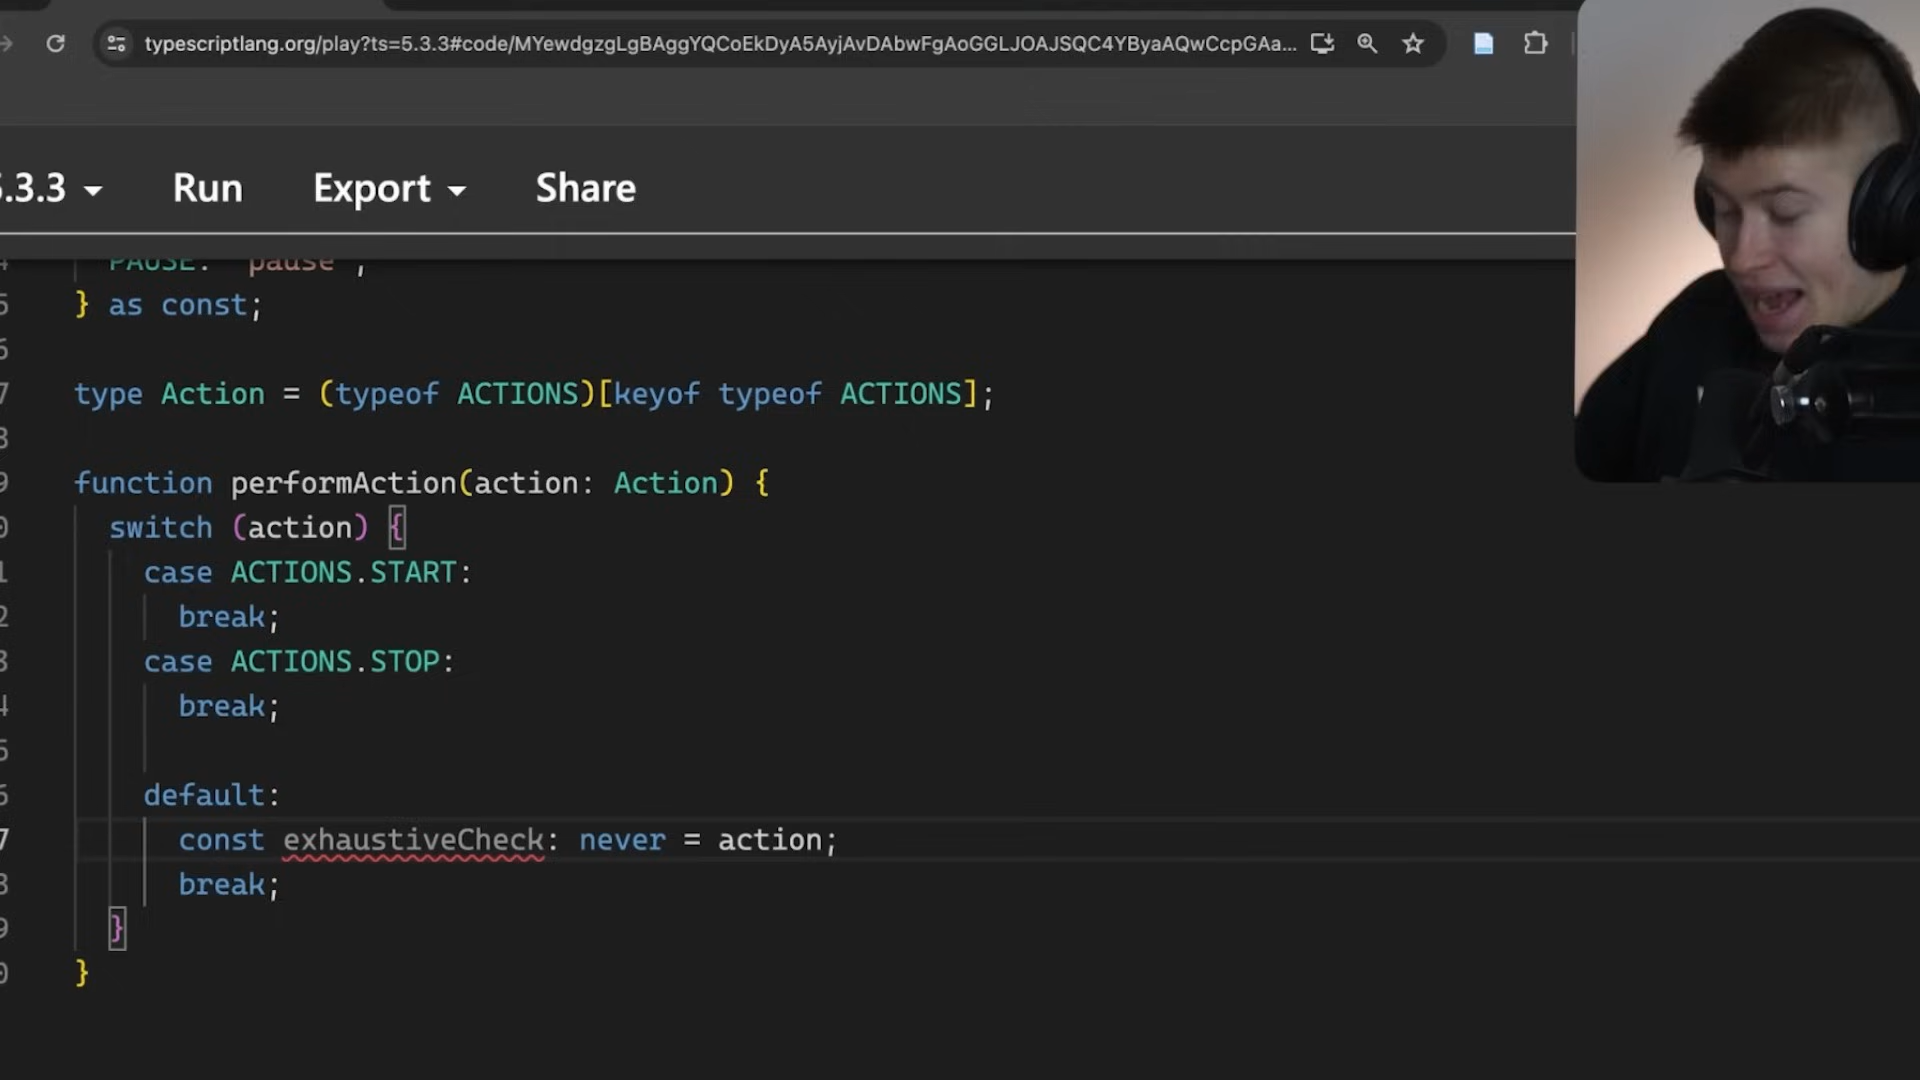 typescriptlang.org/play?ts=5.3.3#code/MYewdgzgLgBAggYQCoEkDyA5AyjAvDAbwFgAoGGLJOAJSQC4YByaAQwCcpGAa...
.3.3 Run Export Share
PAUSE: "pause",
} as const;
type Action = (typeof ACTIONS)[keyof typeof ACTIONS];
function performAction(action: Action) {
switch (action) {
case ACTIONS.START:
break;
case ACTIONS.STOP:
break;
default:
const exhaustiveCheck: never = action;
break;
}
}